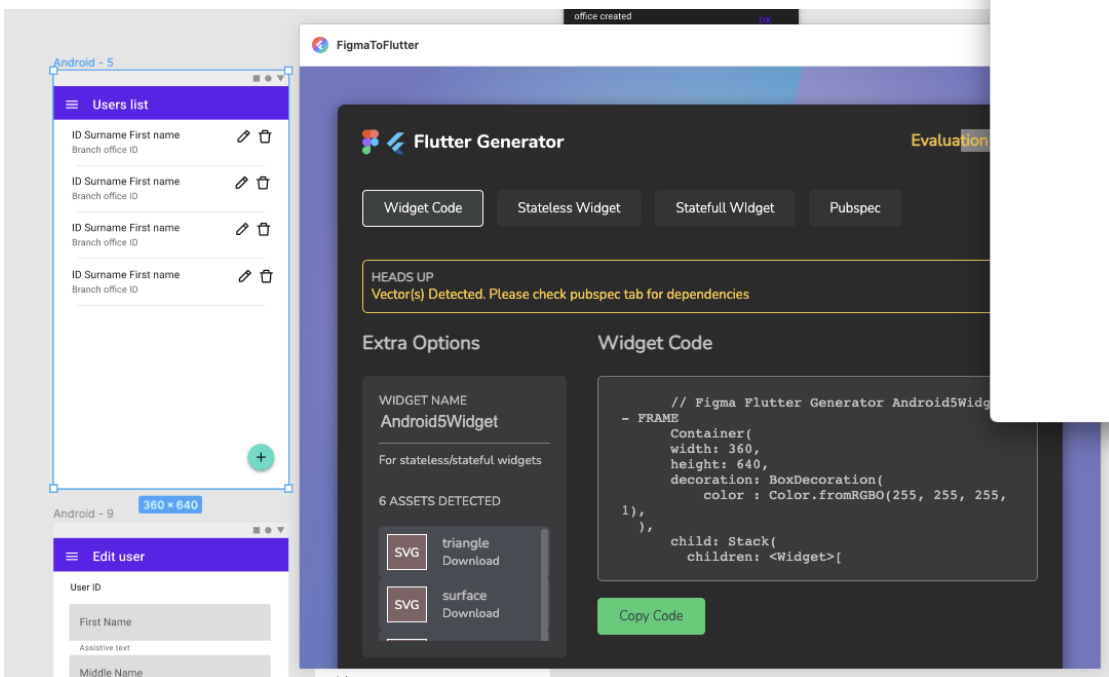 office created
OK
Android - 5
Users list
ID Surname First name
Branch office ID
ID Surname First name
Branch office ID
ID Surname First name
Branch office ID
ID Surname First name
Branch office ID
+
360 × 640
Android - 9
Edit user
User ID
First Name
Assistive text
Middle Name
FigmaToFlutter
Flutter Generator
Evaluation
Widget Code
Stateless Widget
Statefull WIdget
Pubspec
HEADS UP
Vector(s) Detected. Please check pubspec tab for dependencies
Extra Options
WIDGET NAME
Android5Widget
For stateless/stateful widgets
6 ASSETS DETECTED
SVG
triangle
Download
SVG
surface
Download
Widget Code
// Figma Flutter Generator Android5Widg
- FRAME
Container(
width: 360,
height: 640,
decoration: BoxDecoration(
color : Color.fromRGBO(255, 255, 255,
1),
),
child: Stack(
children: <Widget>[
Copy Code